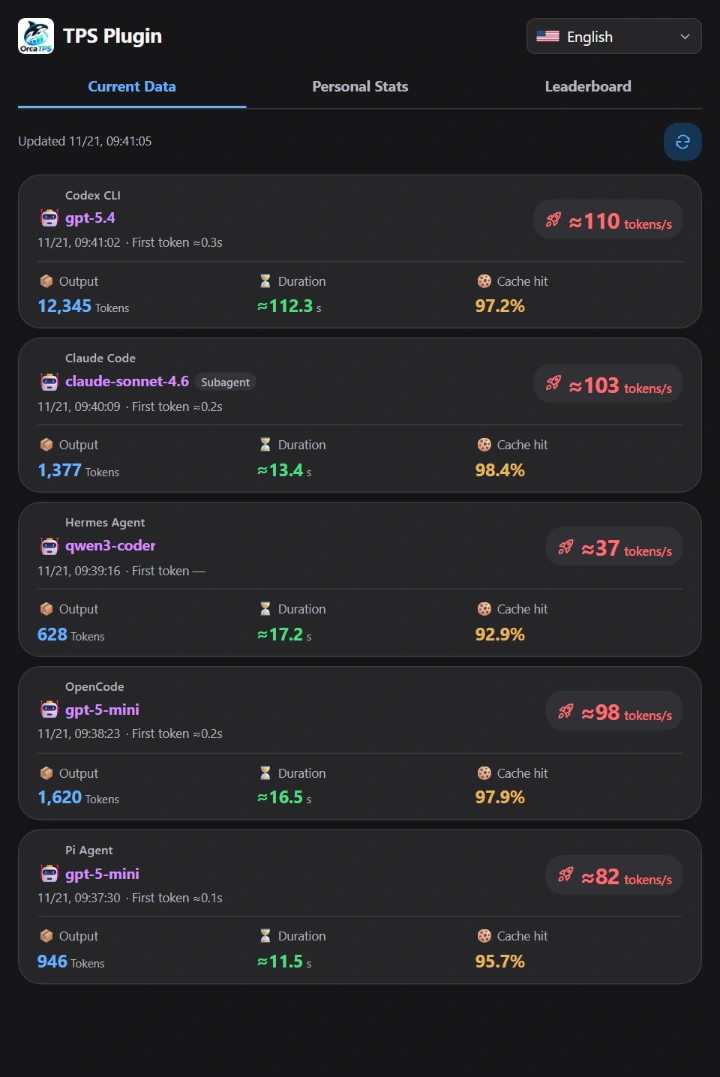 OrcaTPS
TPS Plugin
English
Current Data
Personal Stats
Leaderboard
Updated 11/21, 09:41:05
Codex CLI
gpt-5.4
≈110 tokens/s
11/21, 09:41:02 · First token ≈0.3s
Output
Duration
Cache hit
12,345 Tokens
≈112.3 s
97.2%
Claude Code
claude-sonnet-4.6 Subagent
≈103 tokens/s
11/21, 09:40:09 · First token ≈0.2s
Output
Duration
Cache hit
1,377 Tokens
≈13.4 s
98.4%
Hermes Agent
qwen3-coder
≈37 tokens/s
11/21, 09:39:16 · First token —
Output
Duration
Cache hit
628 Tokens
≈17.2 s
92.9%
OpenCode
gpt-5-mini
≈98 tokens/s
11/21, 09:38:23 · First token ≈0.2s
Output
Duration
Cache hit
1,620 Tokens
≈16.5 s
97.9%
Pi Agent
gpt-5-mini
≈82 tokens/s
11/21, 09:37:30 · First token ≈0.1s
Output
Duration
Cache hit
946 Tokens
≈11.5 s
95.7%